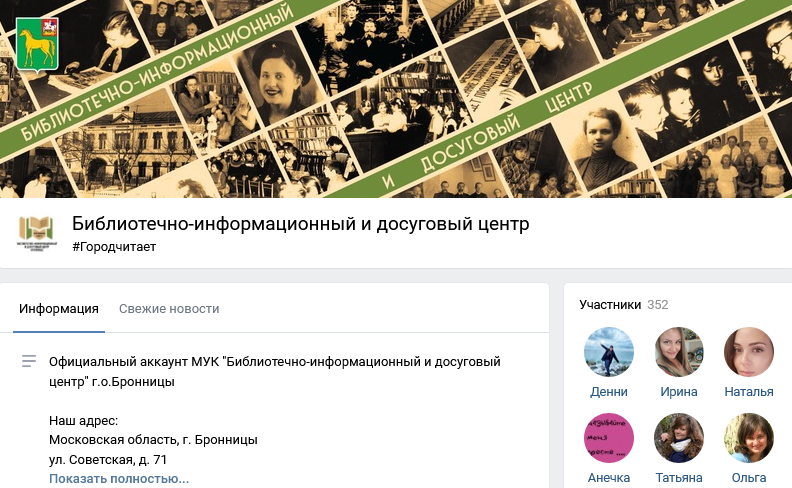 БИБЛИОТЕЧНО-ИНФОРМАЦИОННЫЙ
И ДОСУГОВЫЙ ЦЕНТР
Библиотечно-информационный и досуговый центр
#Городчитает
Информация
Свежие новости
Официальный аккаунт МУК "Библиотечно-информационный и досуговый
центр" г.о.Бронницы
Наш адрес:
Московская область, г. Бронницы
ул. Советская, д. 71
Показать полностью...
Участники 352
Денни
Ирина
Наталья
Анечка
Татьяна
Ольга